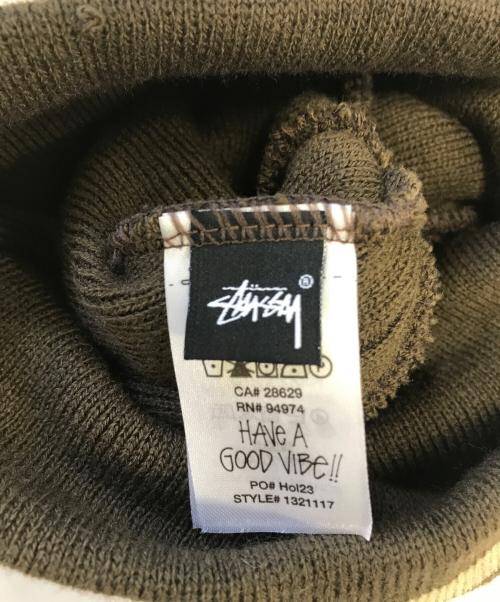 Stüssy
®
CA# 28629
RN# 94974
HAVE A
GOOD VIBE!!
PO# Hol23
STYLE# 1321117